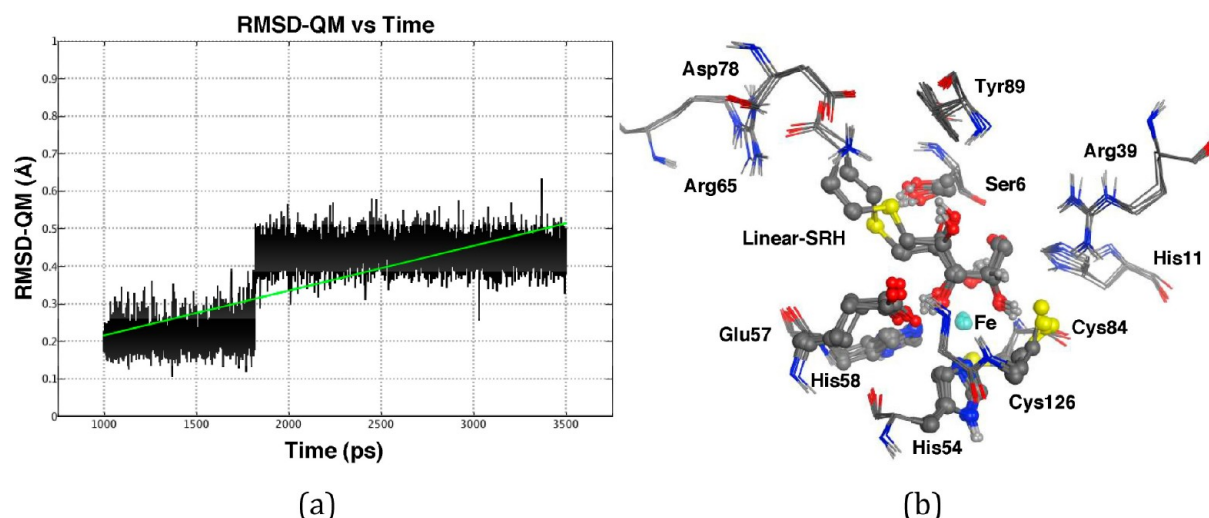 RMSD-QM vs Time
RMSD-QM (Å)
1
0.9
0.8
0.7
0.6
0.5
0.4
0.3
0.2
0.1
0
1000 1500 2000 2500 3000 3500
Time (ps)
(a)
Asp78
Tyr89
Arg39
Arg65
Ser6
Linear-SRH
His11
Glu57
Fe
Cys84
His58
Cys126
His54
(b)